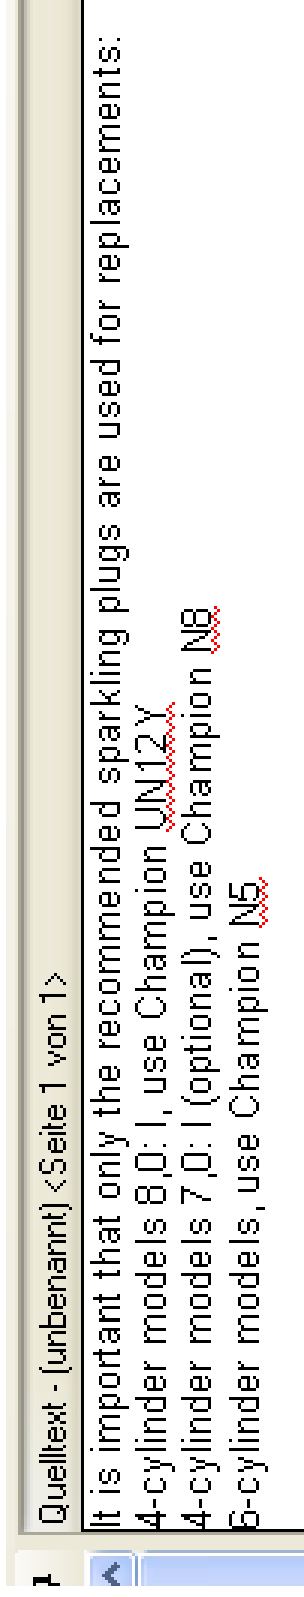 Quelltext - (unbenannt) <Seite 1 von 1>
It is important that only the recommended sparkling plugs are used for replacements:
4-cylinder models 8,0: I, use Champion UN12Y
4-cylinder models 7,0: I (optional), use Champion N8
6-cylinder models, use Champion N5